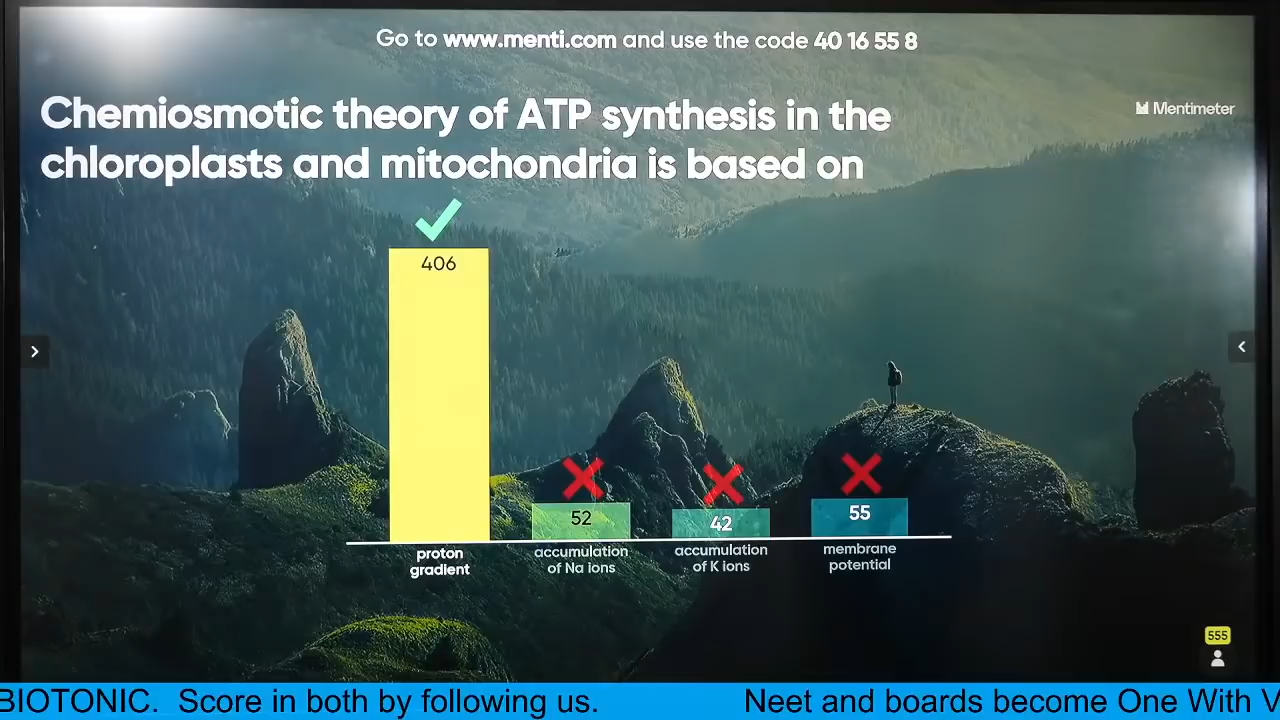 Go to www.menti.com and use the code 40 16 55 8
Chemiosmotic theory of ATP synthesis in the
chloroplasts and mitochondria is based on
Mentimeter
406
52
42
55
proton
gradient
accumulation
of Na ions
accumulation
of K ions
membrane
potential
555
BIOTONIC. Score in both by following us. Neet and boards become One With